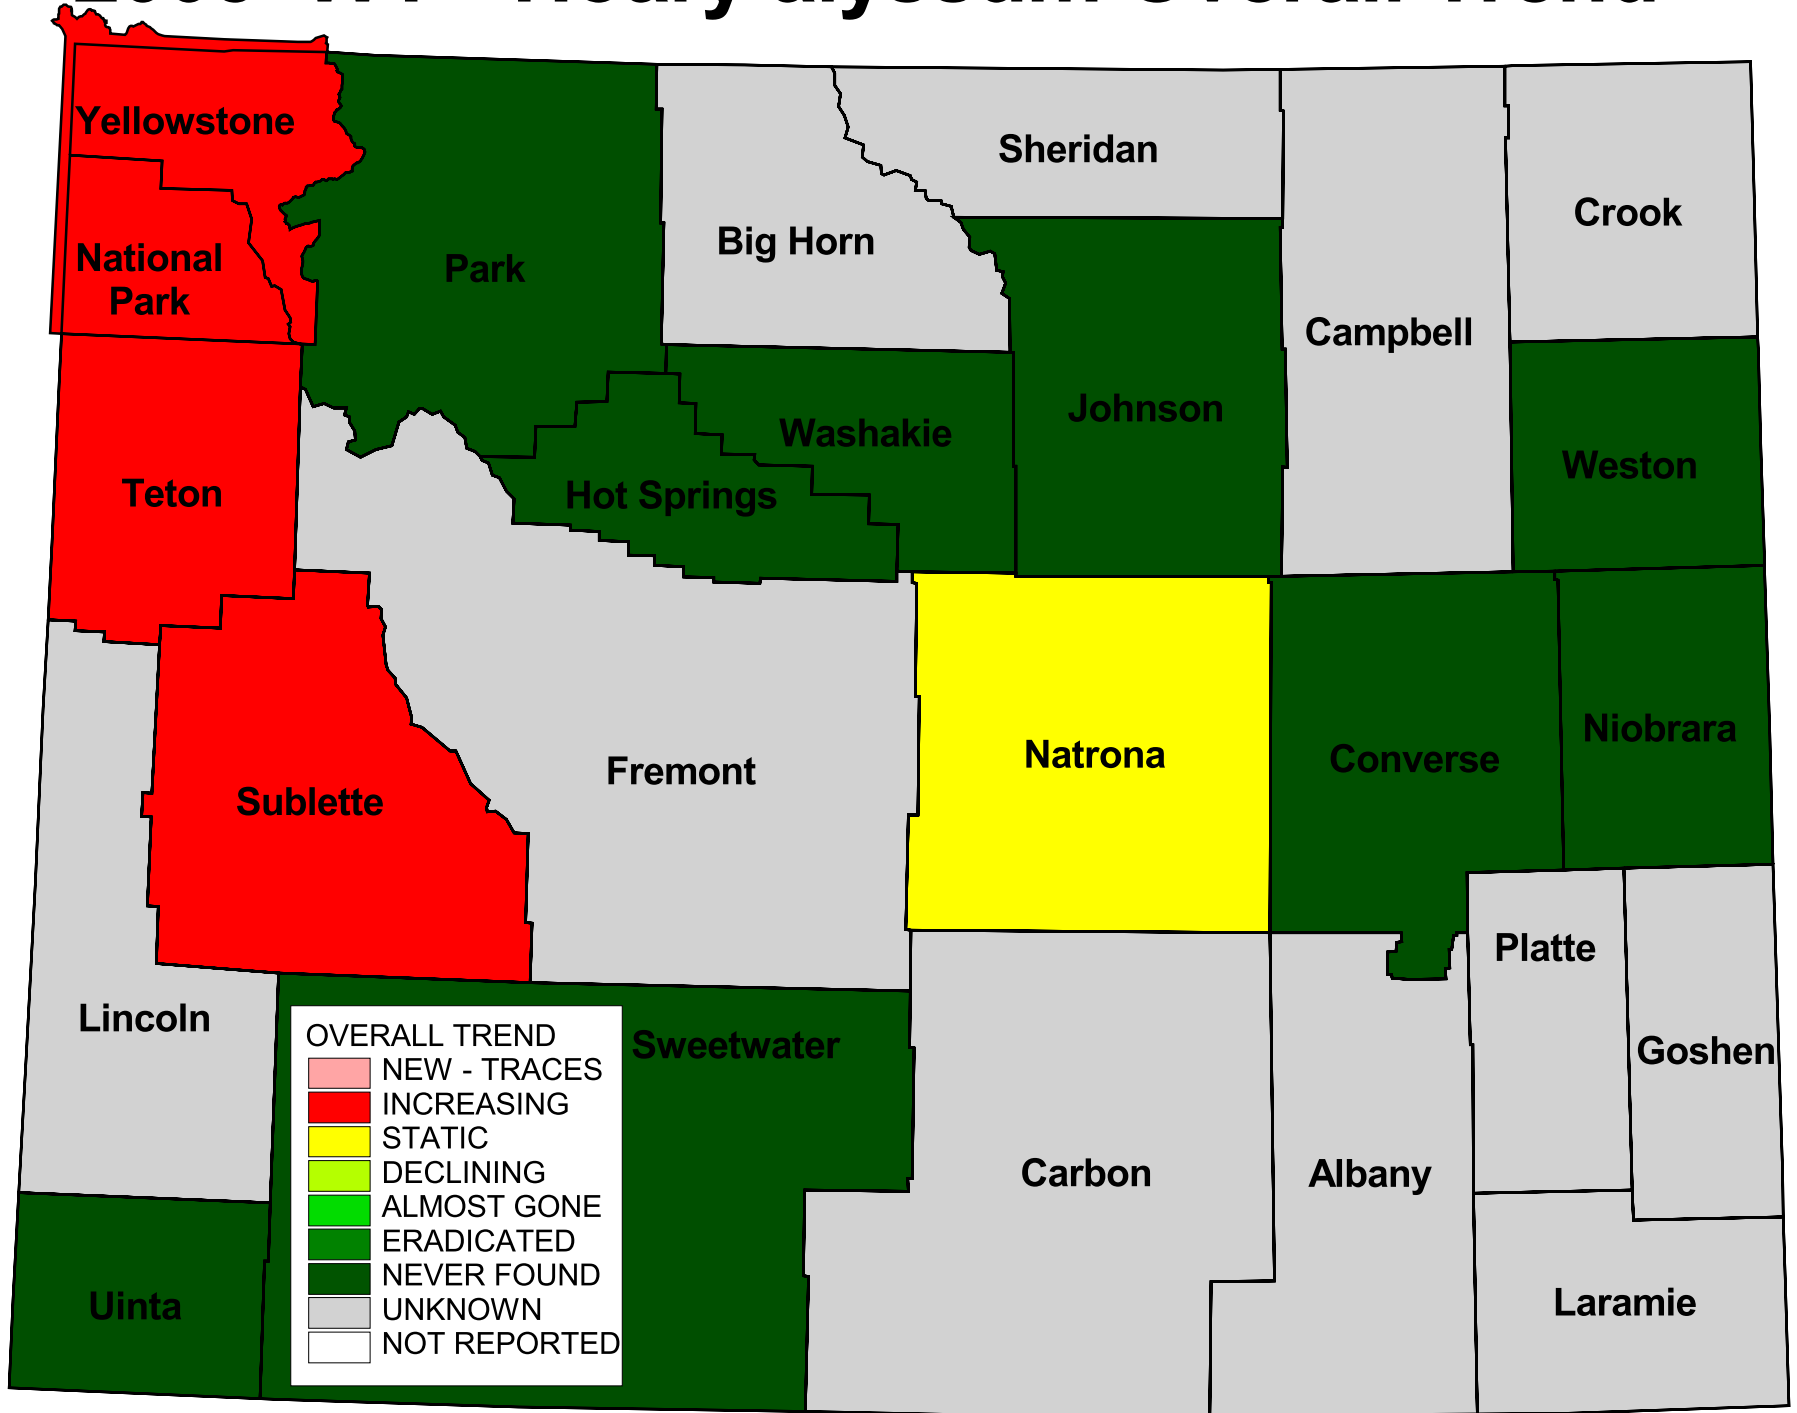 Overall Trend
Yellowstone
Sheridan
Crook
Big Horn
National
Park
Park
Campbell
Johnson
Washakie
Weston
Teton
Hot Springs
Niobrara
Natrona
Converse
Fremont
Sublette
Platte
Lincoln
OVERALL TREND
Sweetwater
Goshen
NEW - TRACES
INCREASING
STATIC
DECLINING
ALMOST GONE
ERADICATED
NEVER FOUND
UNKNOWN
NOT REPORTED
Carbon
Albany
Uinta
Laramie